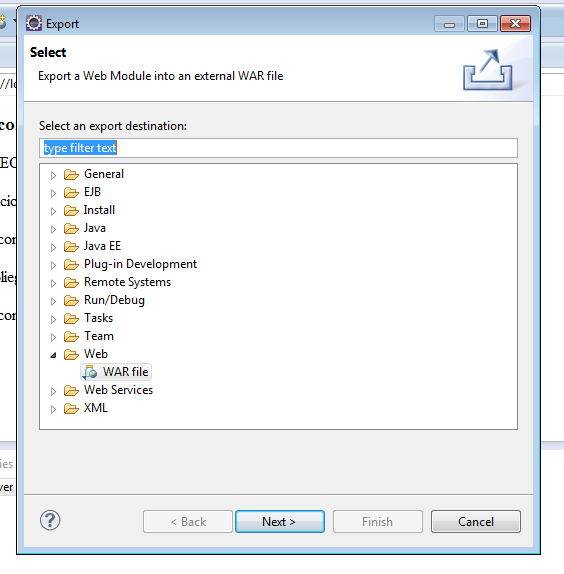 Export
Select
Export a Web Module into an external WAR file
//lo
Select an export destination:
type filter text
General
EJB
Install
Java
Java EE
Plug-in Development
Remote Systems
Run/Debug
Tasks
Team
Web
WAR file
Web Services
XML
< Back
Next >
Finish
Cancel